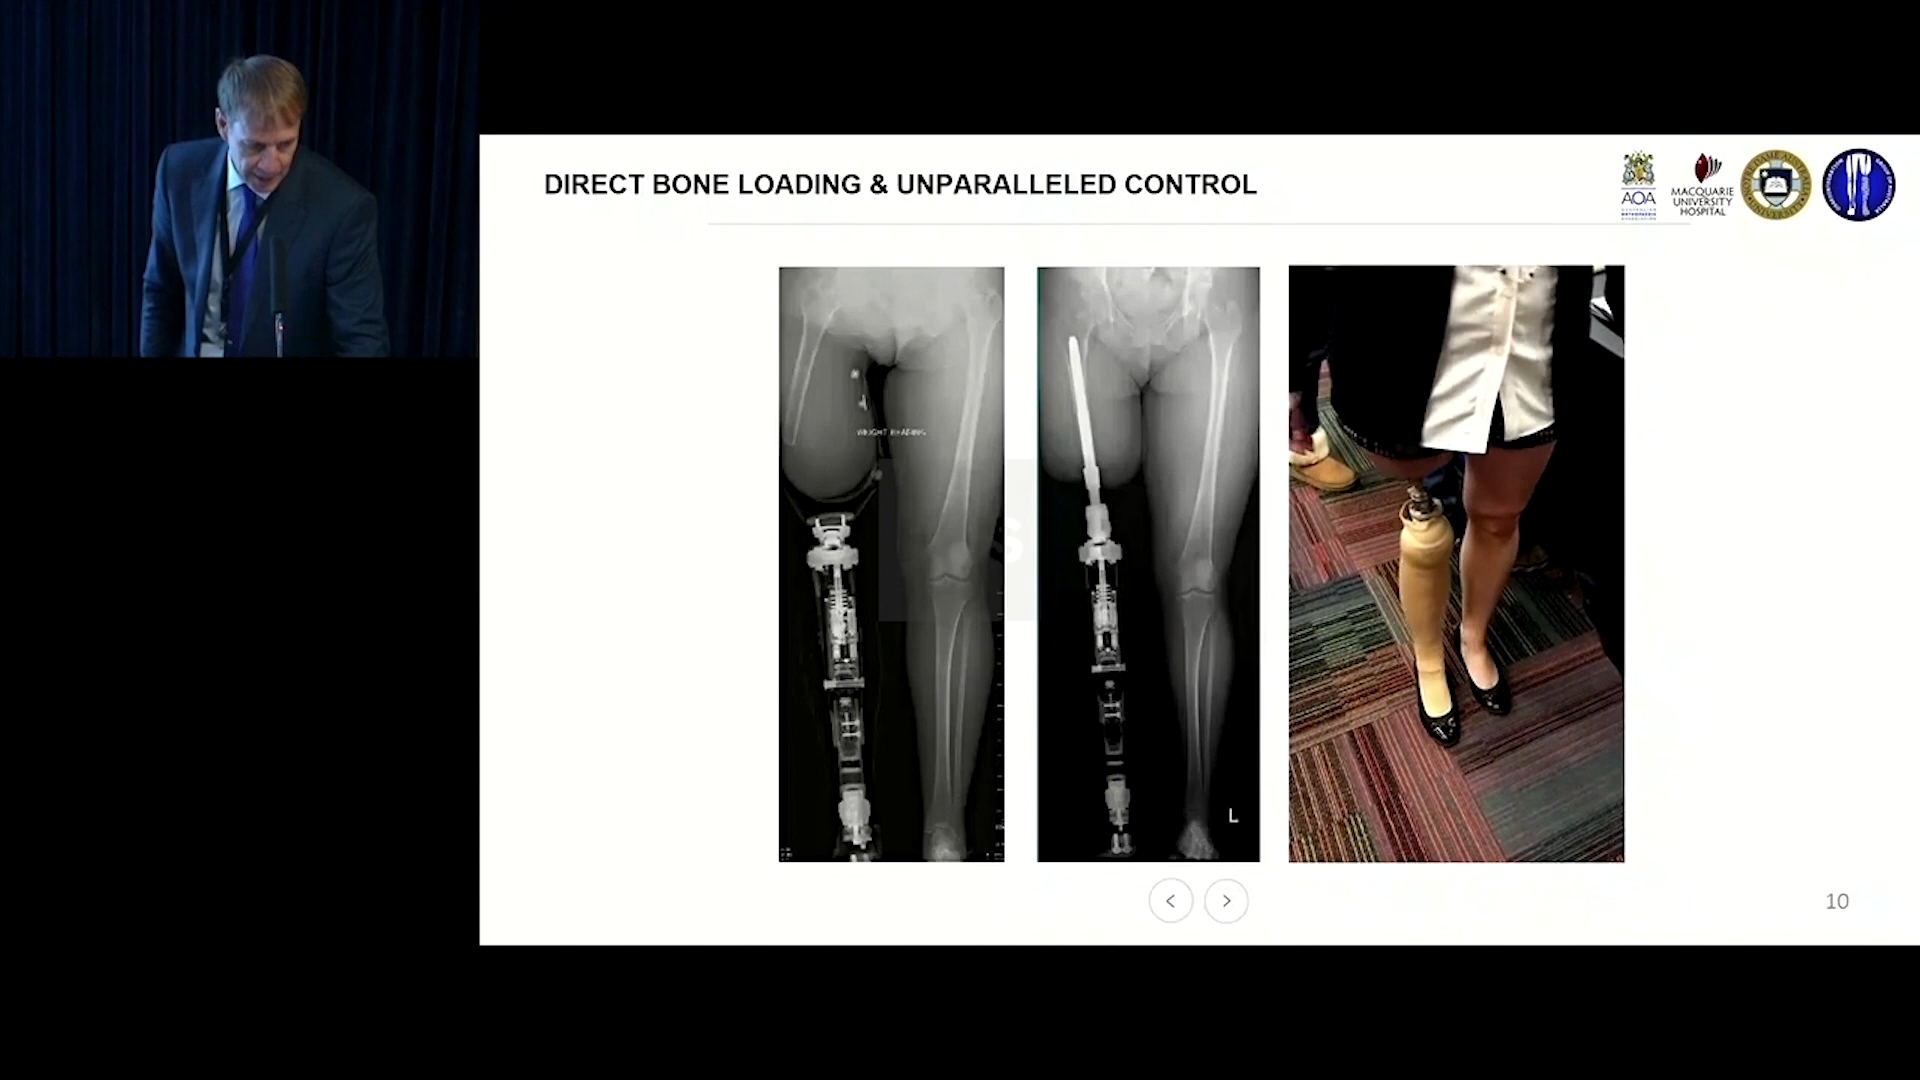 DIRECT BONE LOADING & UNPARALLELED CONTROL
AOA
MACQUARIE
UNIVERSITY
HOSPITAL
WEIGHT BEARING
S
L
10